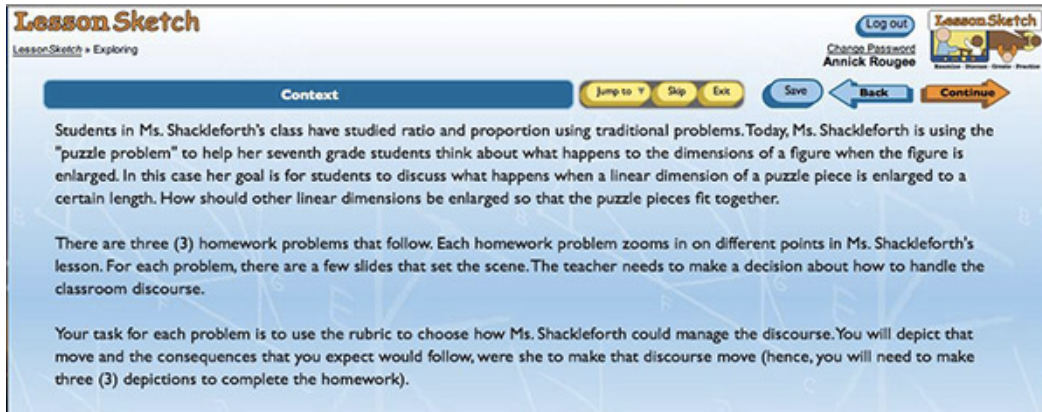 LessonSketch
Log out
LessonSketch
LessonSketch » Exploring
Change Password
Annick Rougee
Examine · Discuss · Create · Practice
Context
Jump to ▼
Skip
Exit
Save
Back
Continue
Students in Ms. Shackleforth's class have studied ratio and proportion using traditional problems. Today, Ms. Shackleforth is using the
"puzzle problem" to help her seventh grade students think about what happens to the dimensions of a figure when the figure is
enlarged. In this case her goal is for students to discuss what happens when a linear dimension of a puzzle piece is enlarged to a
certain length. How should other linear dimensions be enlarged so that the puzzle pieces fit together.
There are three (3) homework problems that follow. Each homework problem zooms in on different points in Ms. Shackleforth's
lesson. For each problem, there are a few slides that set the scene. The teacher needs to make a decision about how to handle the
classroom discourse.
Your task for each problem is to use the rubric to choose how Ms. Shackleforth could manage the discourse. You will depict that
move and the consequences that you expect would follow, were she to make that discourse move (hence, you will need to make
three (3) depictions to complete the homework).